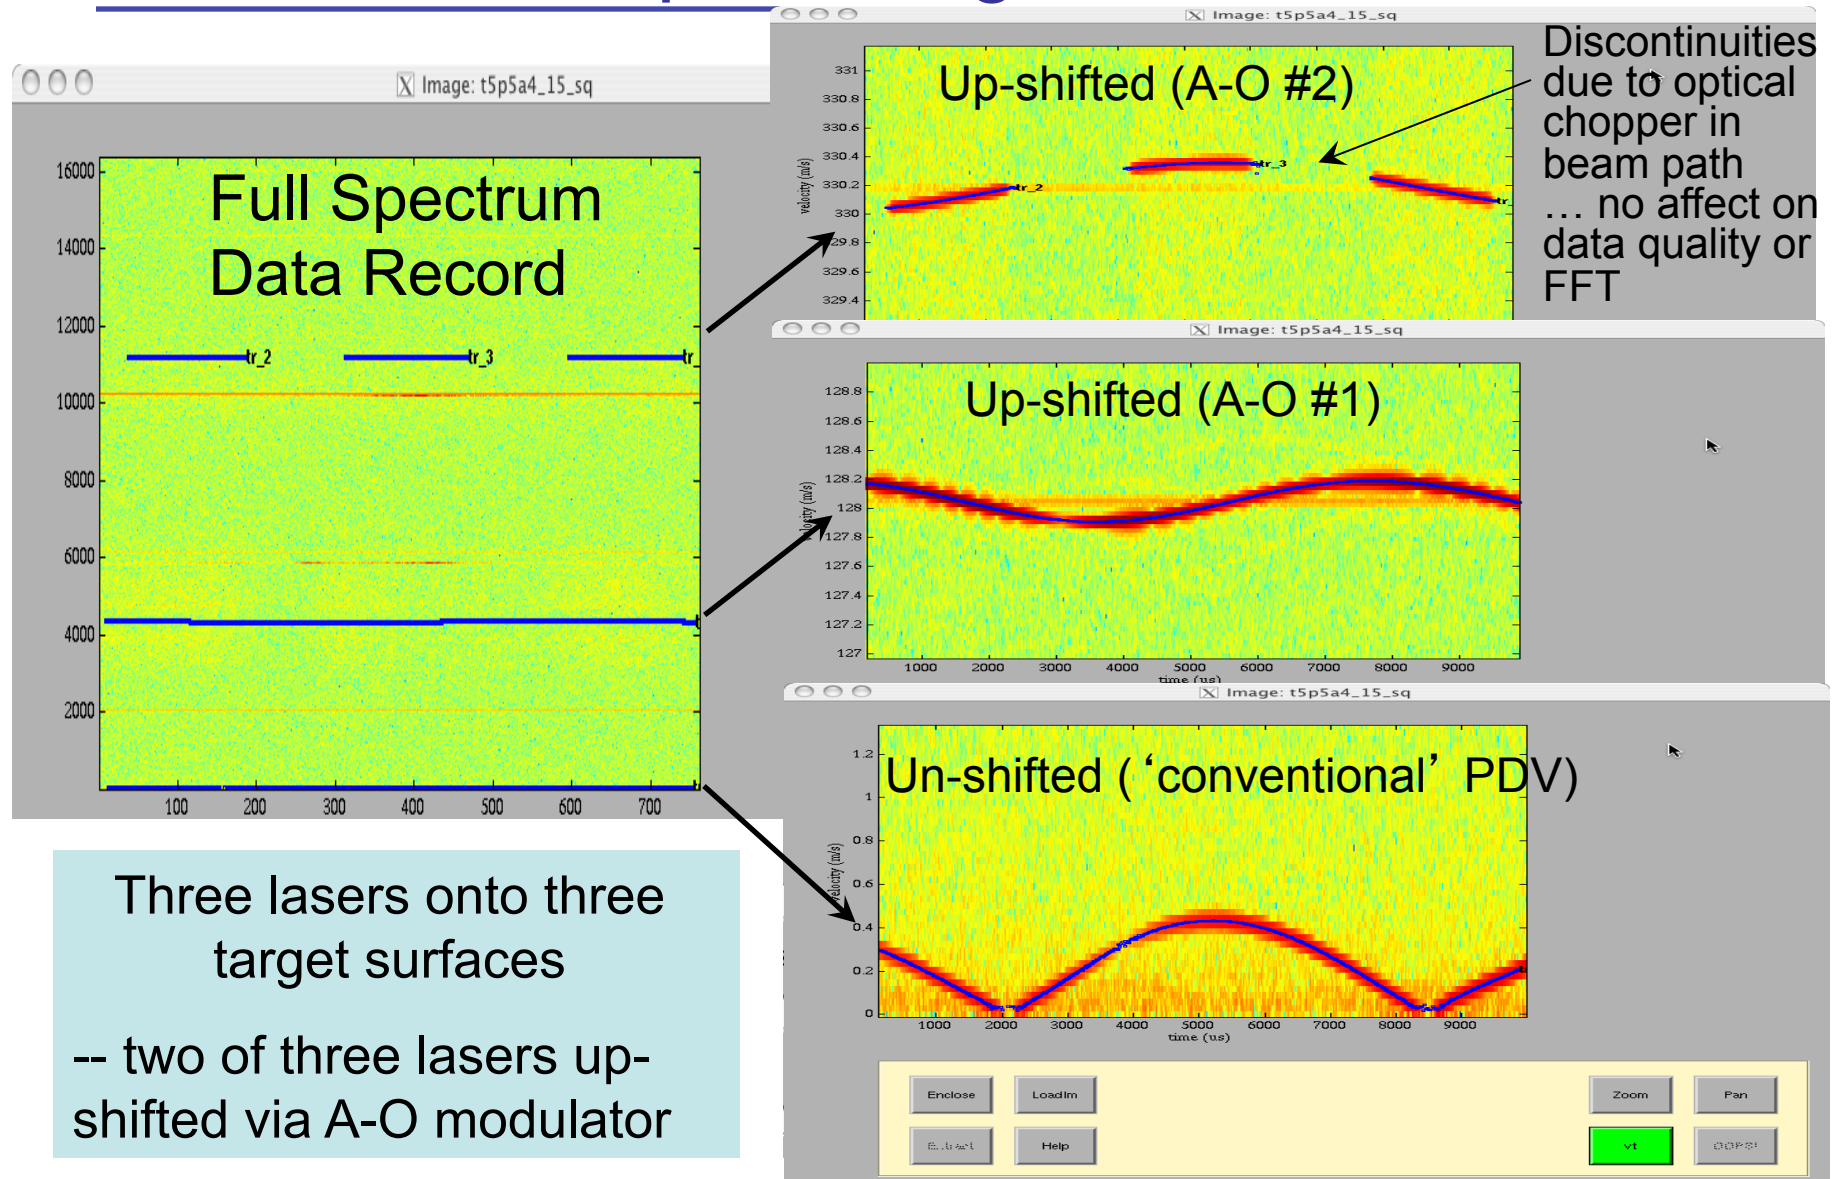 Image: t5p5a4_15_sq
16000
14000
12000
10000
8000
6000
4000
2000
100 200 300 400 500 600 700
Full Spectrum
Data Record
tr_2
tr_3
tr
Three lasers onto three
target surfaces
-- two of three lasers up-
shifted via A-O modulator
Image: t5p5a4_15_sq
Up-shifted (A-O #2)
velocity (m/s)
331
330.8
330.6
330.4
330.2
330
329.8
329.6
329.4
tr_2
tr_3
tr
Discontinuities
due to optical
chopper in
beam path
... no affect on
data quality or
FFT
Image: t5p5a4_15_sq
Up-shifted (A-O #1)
velocity (m/s)
128.8
128.6
128.4
128.2
128
127.8
127.6
127.4
127.2
127
1000 2000 3000 4000 5000 6000 7000 8000 9000
time (us)
Image: t5p5a4_15_sq
Un-shifted (‘conventional’ PDV)
velocity (m/s)
1.2
1
0.8
0.6
0.4
0.2
0
1000 2000 3000 4000 5000 6000 7000 8000 9000
time (us)
Enclose LoadIm Zoom Pan
Extract Help vt OOPS!